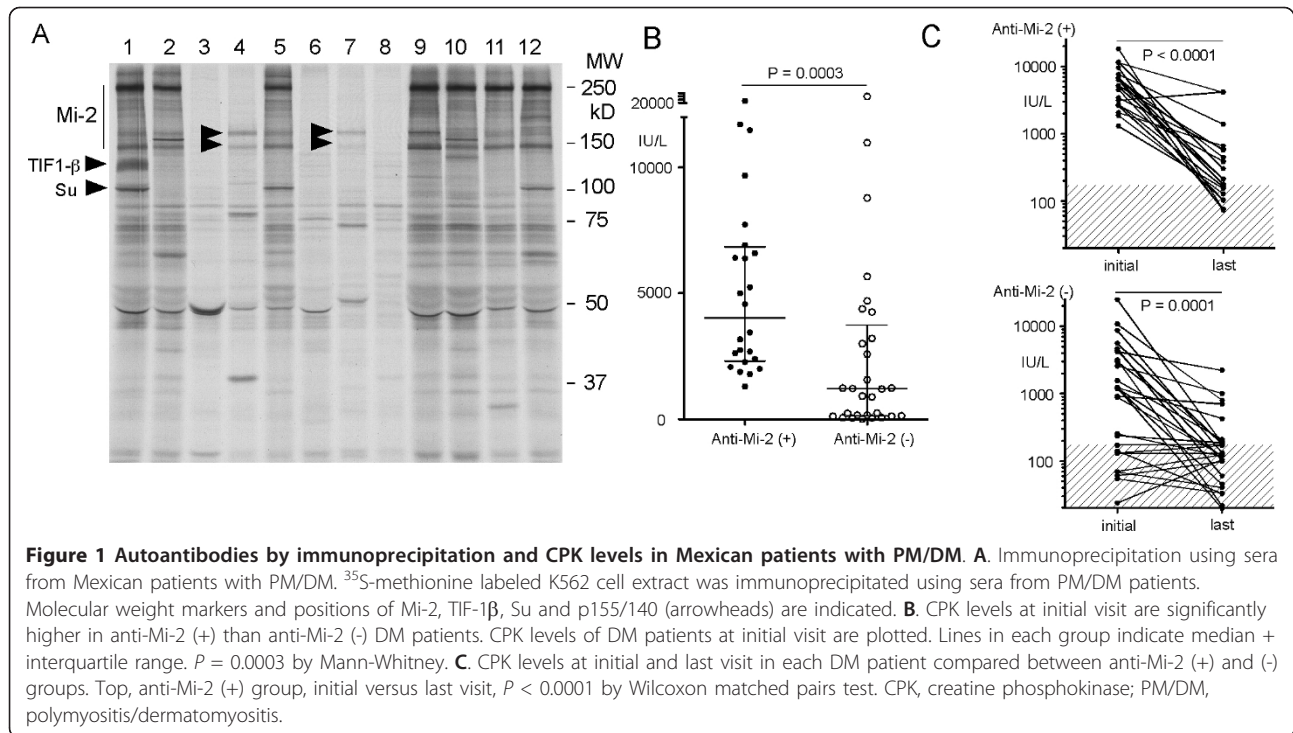 A
1 2 3 4 5 6 7 8 9 10 11 12
MW
250
kD
Mi-2
150
TIF1-β
Su
100
75
50
37
B
P = 0.0003
20000
IU/L
10000
5000
0
Anti-Mi-2 (+)
Anti-Mi-2 (-)
C
Anti-Mi-2 (+)
P < 0.0001
10000
IU/L
1000
100
initial
last
Anti-Mi-2 (-)
P = 0.0001
10000
IU/L
1000
100
initial
last
Figure 1 Autoantibodies by immunoprecipitation and CPK levels in Mexican patients with PM/DM. A. Immunoprecipitation using sera
from Mexican patients with PM/DM. ³⁵S-methionine labeled K562 cell extract was immunoprecipitated using sera from PM/DM patients.
Molecular weight markers and positions of Mi-2, TIF-1β, Su and p155/140 (arrowheads) are indicated. B. CPK levels at initial visit are significantly
higher in anti-Mi-2 (+) than anti-Mi-2 (-) DM patients. CPK levels of DM patients at initial visit are plotted. Lines in each group indicate median +
interquartile range. P = 0.0003 by Mann-Whitney. C. CPK levels at initial and last visit in each DM patient compared between anti-Mi-2 (+) and (-)
groups. Top, anti-Mi-2 (+) group, initial versus last visit, P < 0.0001 by Wilcoxon matched pairs test. CPK, creatine phosphokinase; PM/DM,
polymyositis/dermatomyositis.